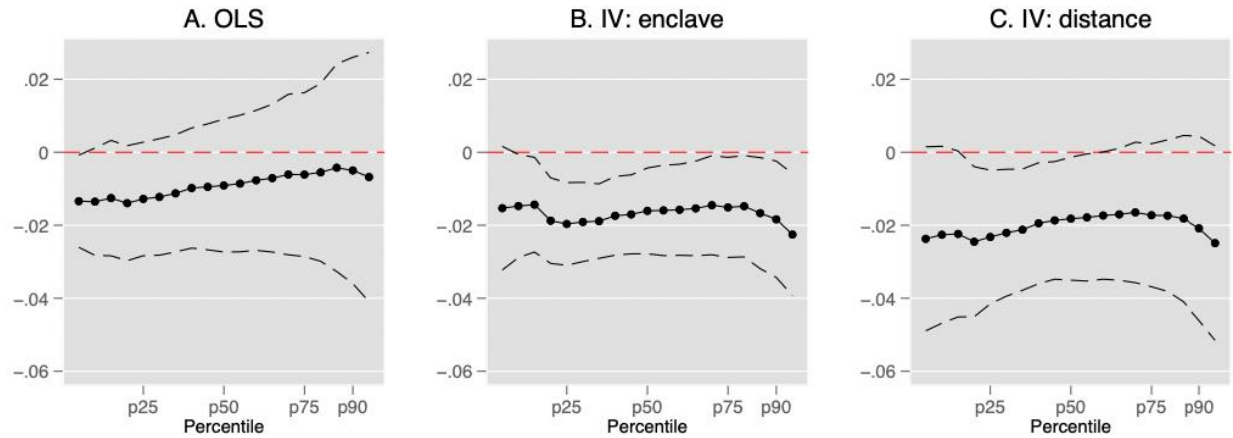 A. OLS
B. IV: enclave
C. IV: distance
.02
0
-.02
-.04
-.06
p25
p50
p75
p90
Percentile
.02
0
-.02
-.04
-.06
p25
p50
p75
p90
Percentile
.02
0
-.02
-.04
-.06
p25
p50
p75
p90
Percentile